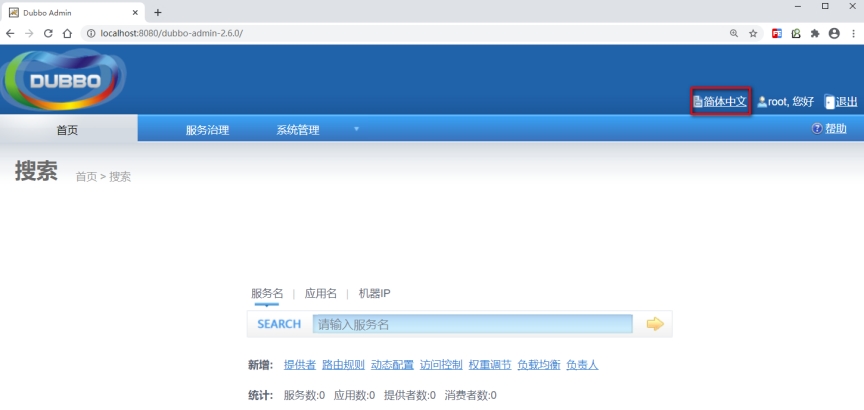 Dubbo Admin
localhost:8080/dubbo-admin-2.6.0/
DUBBO
简体中文 root, 您好 退出
首页 服务治理 系统管理 帮助
搜索 首页 > 搜索
服务名 | 应用名 | 机器IP
SEARCH 请输入服务名
新增: 提供者 路由规则 动态配置 访问控制 权重调节 负载均衡 负责人
统计: 服务数:0 应用数:0 提供者数:0 消费者数:0